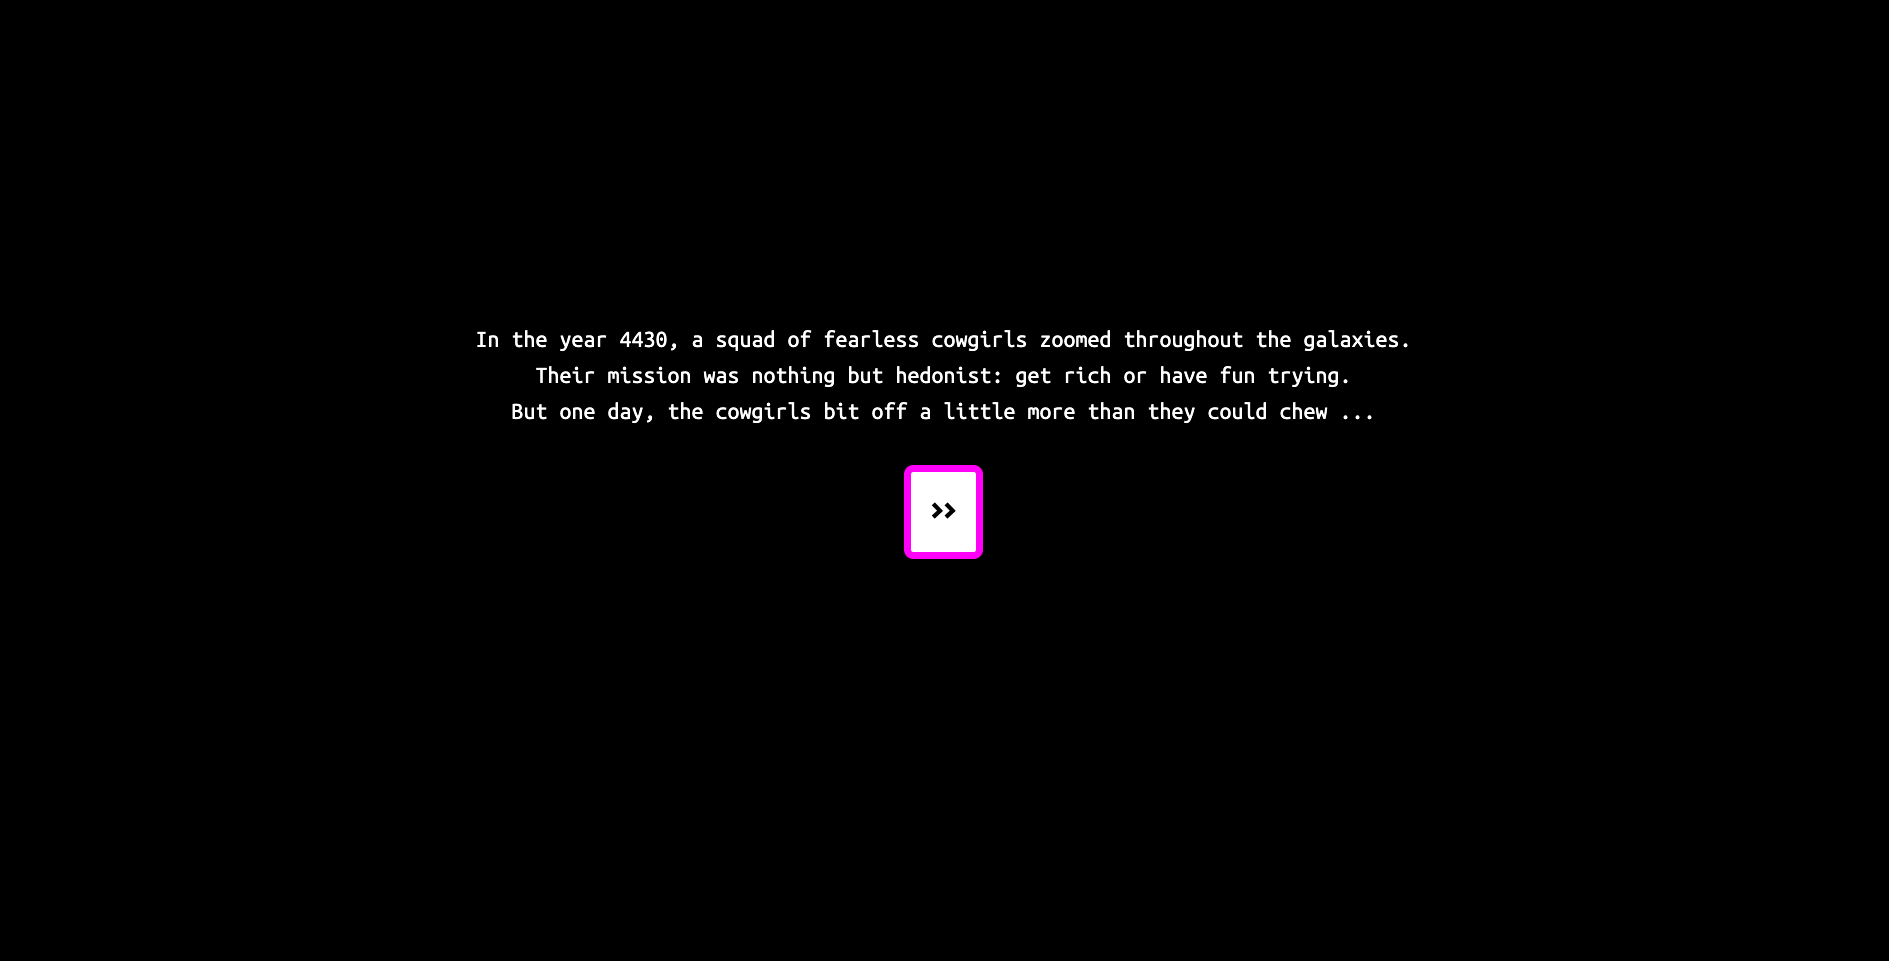 In the year 4430, a squad of fearless cowgirls zoomed throughout the galaxies.
Their mission was nothing but hedonist: get rich or have fun trying.
But one day, the cowgirls bit off a little more than they could chew ...
>>